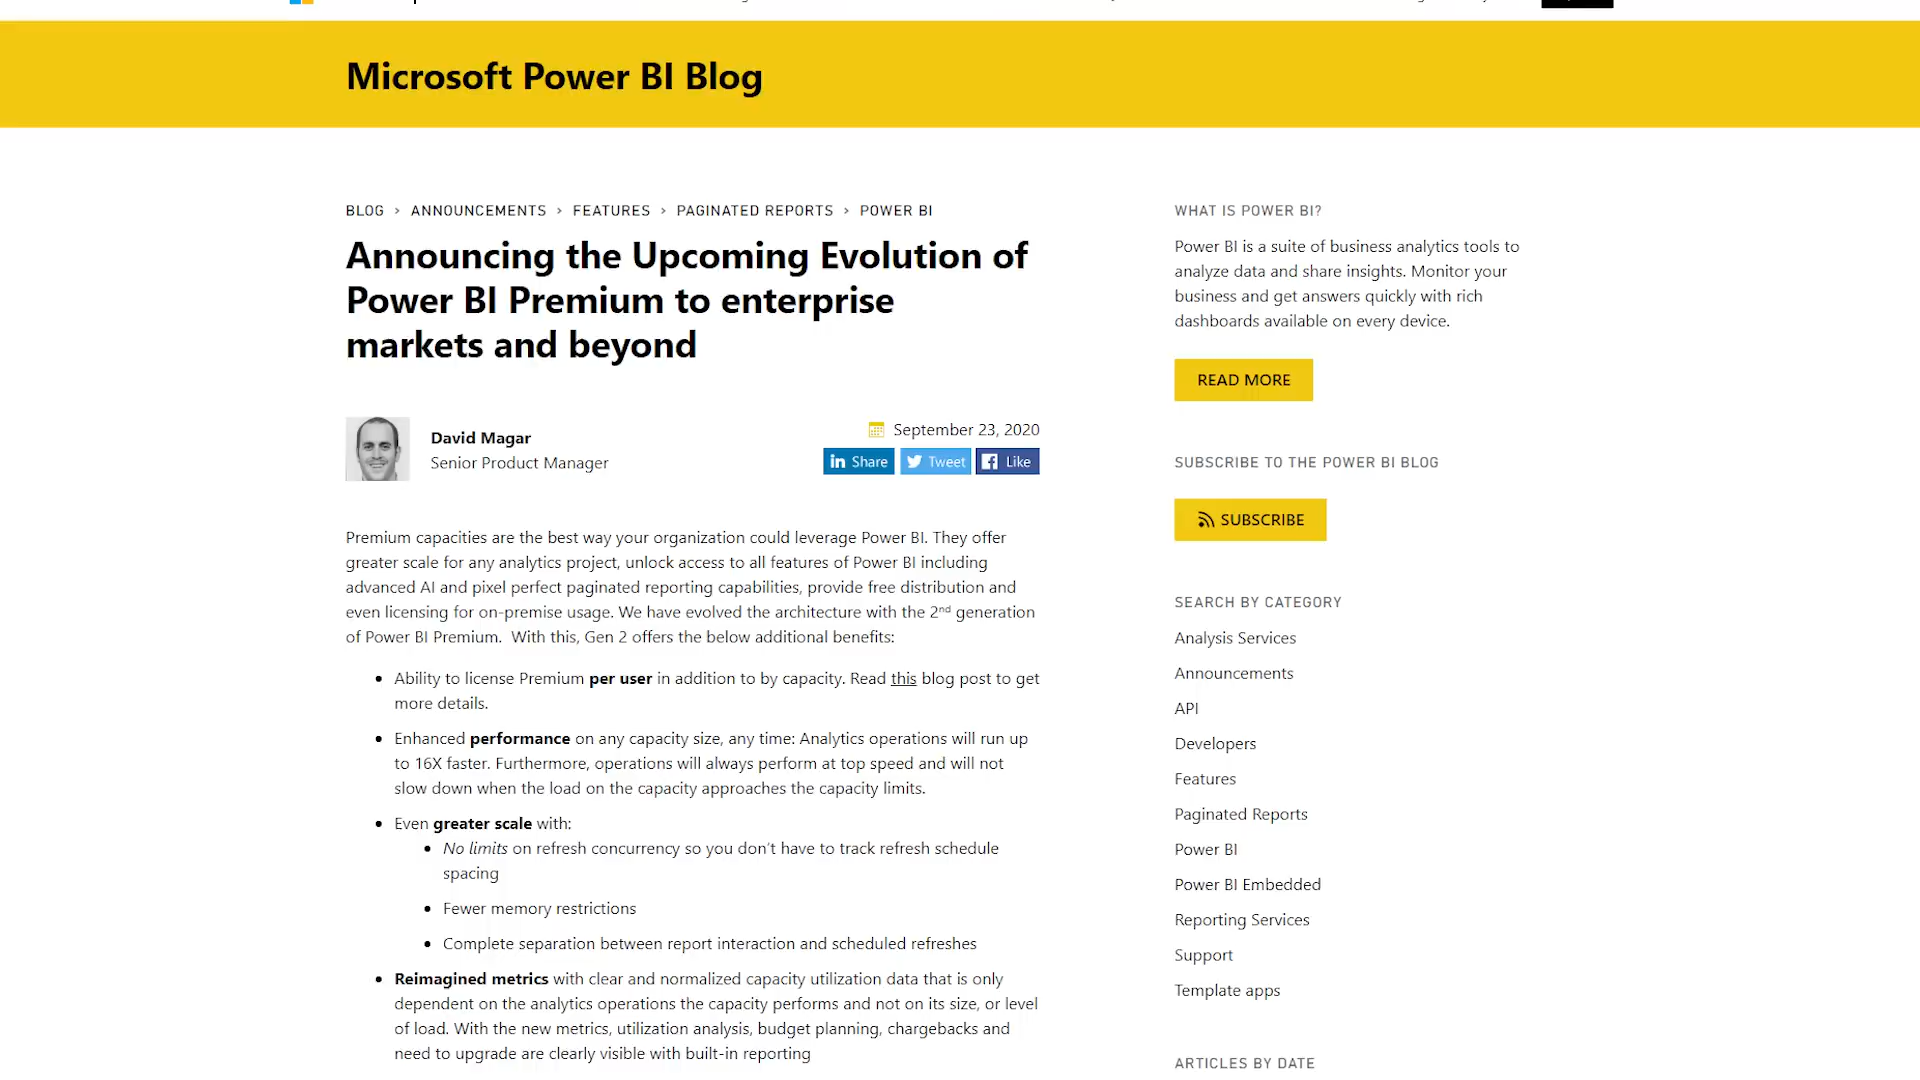 Microsoft Power BI Blog
BLOG › ANNOUNCEMENTS › FEATURES › PAGINATED REPORTS › POWER BI
Announcing the Upcoming Evolution of
Power BI Premium to enterprise
markets and beyond
David Magar
Senior Product Manager
September 23, 2020
in Share
Tweet
Like
Premium capacities are the best way your organization could leverage Power BI. They offer
greater scale for any analytics project, unlock access to all features of Power BI including
advanced AI and pixel perfect paginated reporting capabilities, provide free distribution and
even licensing for on-premise usage. We have evolved the architecture with the 2nd generation
of Power BI Premium.  With this, Gen 2 offers the below additional benefits:
• Ability to license Premium per user in addition to by capacity. Read this blog post to get
more details.
• Enhanced performance on any capacity size, any time: Analytics operations will run up
to 16X faster. Furthermore, operations will always perform at top speed and will not
slow down when the load on the capacity approaches the capacity limits.
• Even greater scale with:
• No limits on refresh concurrency so you don't have to track refresh schedule
spacing
• Fewer memory restrictions
• Complete separation between report interaction and scheduled refreshes
• Reimagined metrics with clear and normalized capacity utilization data that is only
dependent on the analytics operations the capacity performs and not on its size, or level
of load. With the new metrics, utilization analysis, budget planning, chargebacks and
need to upgrade are clearly visible with built-in reporting
WHAT IS POWER BI?
Power BI is a suite of business analytics tools to
analyze data and share insights. Monitor your
business and get answers quickly with rich
dashboards available on every device.
READ MORE
SUBSCRIBE TO THE POWER BI BLOG
SUBSCRIBE
SEARCH BY CATEGORY
Analysis Services
Announcements
API
Developers
Features
Paginated Reports
Power BI
Power BI Embedded
Reporting Services
Support
Template apps
ARTICLES BY DATE